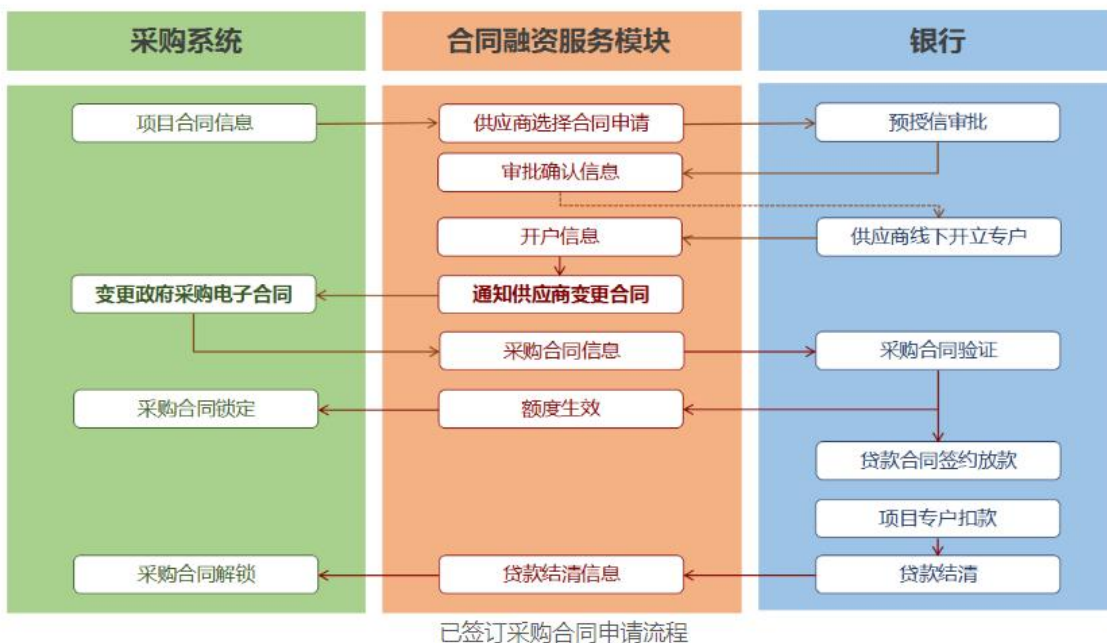 采购系统
合同融资服务模块
银行
项目合同信息
供应商选择合同申请
预授信审批
审批确认信息
开户信息
供应商线下开立专户
变更政府采购电子合同
通知供应商变更合同
采购合同信息
采购合同验证
采购合同锁定
额度生效
贷款合同签约放款
项目专户扣款
采购合同解锁
贷款结清信息
贷款结清
已签订采购合同申请流程